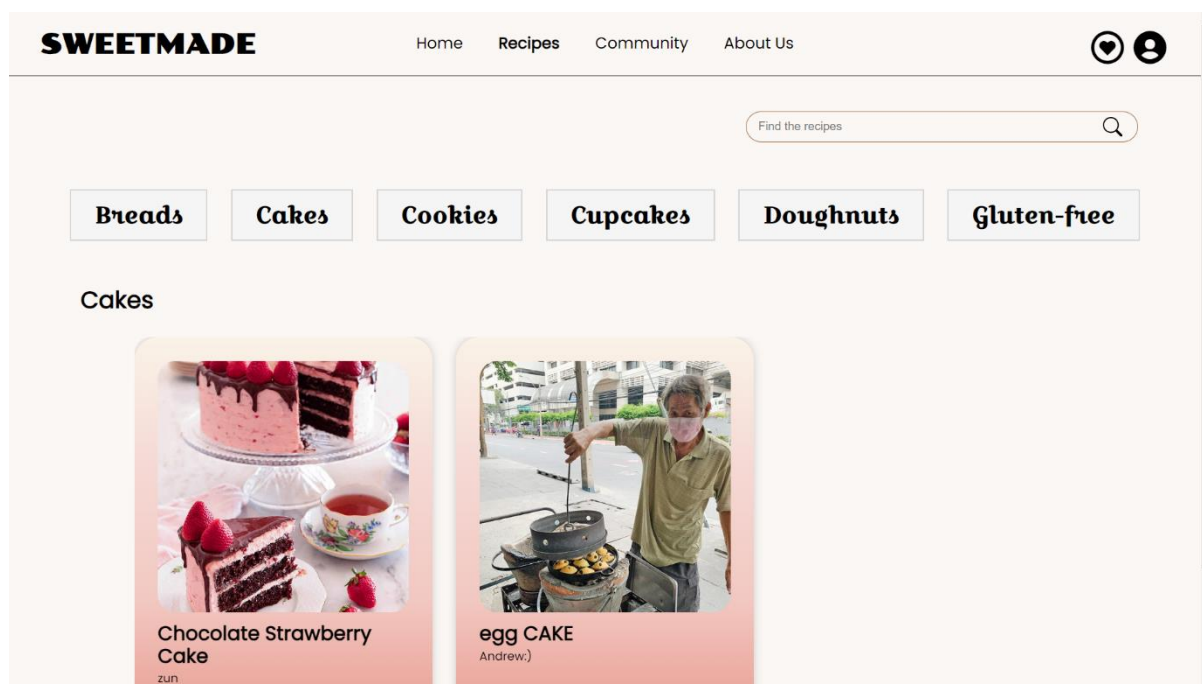 SWEETMADE
Home Recipes Community About Us
Find the recipes
Breads Cakes Cookies Cupcakes Doughnuts Gluten-free
Cakes
Chocolate Strawberry
Cake
zun
egg CAKE
Andrew:)